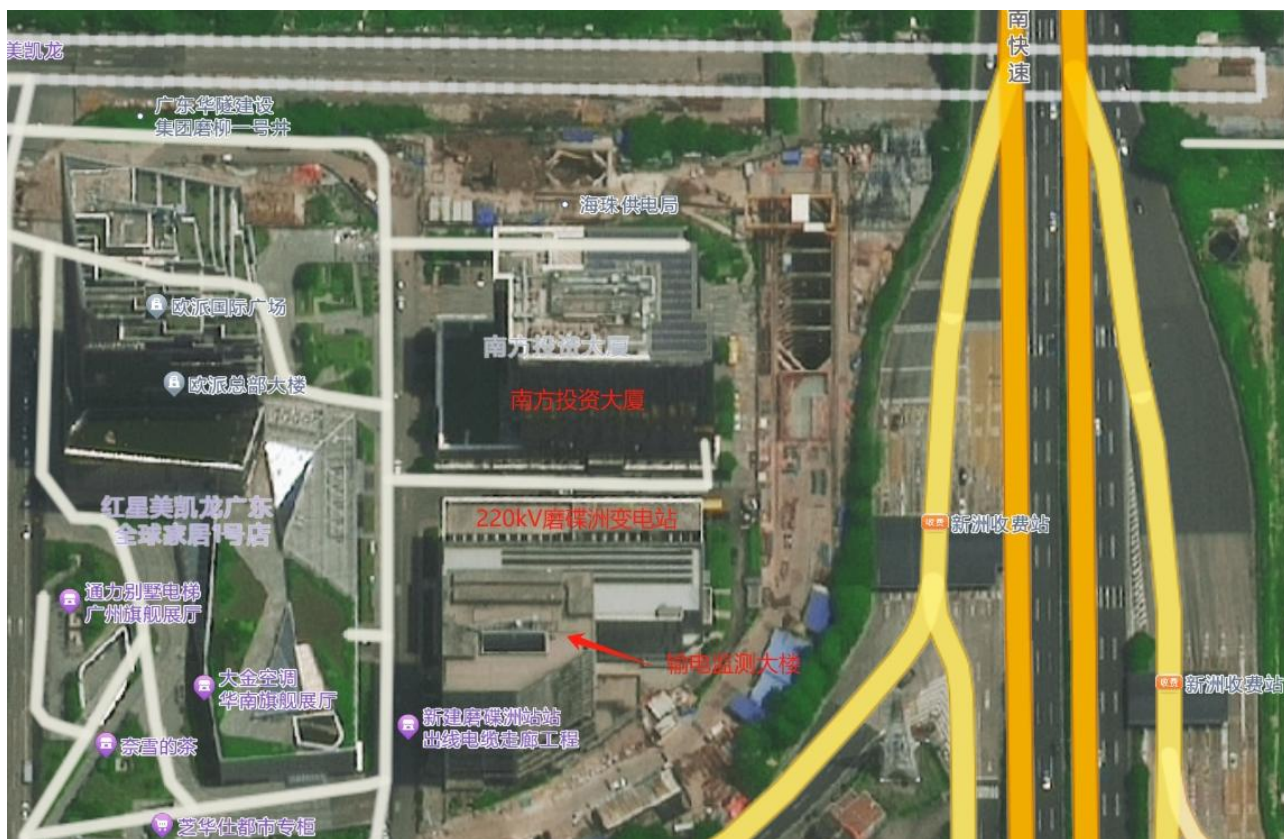 美凯龙
南快速
广东华隧建设
集团磨柳一号井
海珠供电局
欧派国际广场
南方投资大厦
欧派总部大楼
南方投资大厦
红星美凯龙广东
全球家居1号店
220kV磨碟洲变电站
收费 新洲收费站
通力别墅电梯
广州旗舰展厅
输电监测大楼
大金空调
华南旗舰展厅
收费 新洲收费站
新建磨碟洲站站
出线电缆走廊工程
奈雪的茶
芝华仕都市专柜